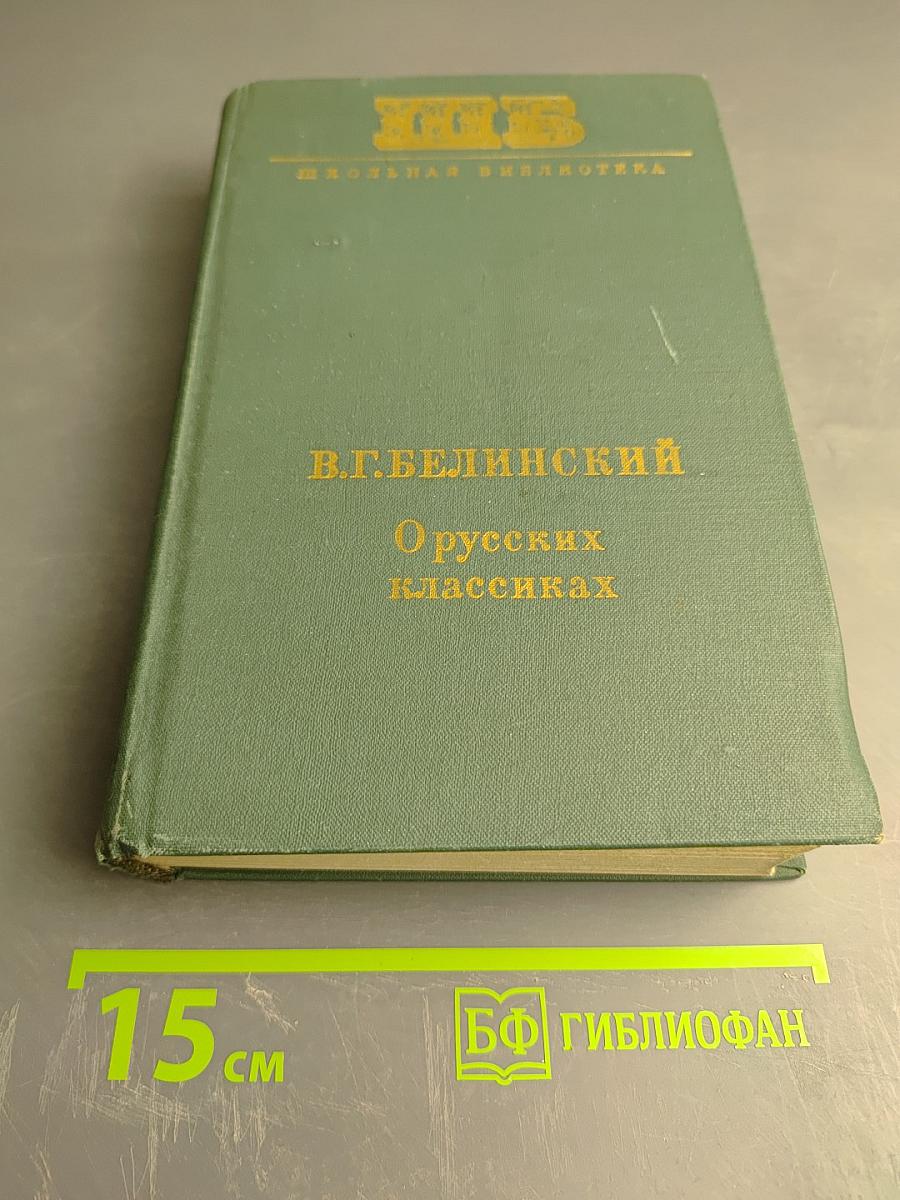 ШБ
ШКОЛЬНАЯ БИБЛИОТЕКА
В.Г.БЕЛИНСКИЙ
О русских
классиках
15 см
БФ ГИБЛИОФАН